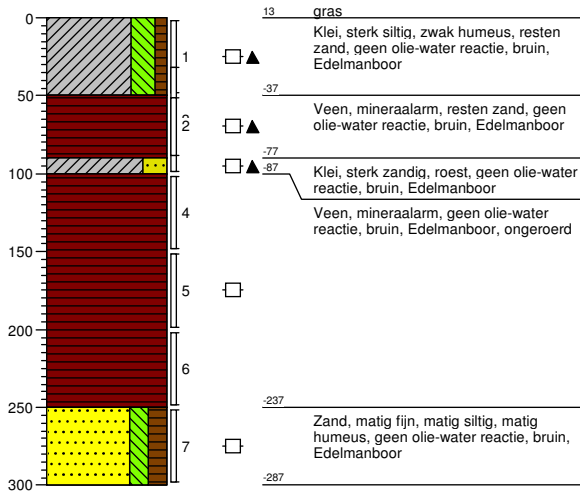 0
50
100
150
200
250
300
1
2
4
5
6
7
13 gras
Klei, sterk siltig, zwak humeus, resten
zand, geen olie-water reactie, bruin,
Edelmanboor
-37
Veen, mineraalarm, resten zand, geen
olie-water reactie, bruin, Edelmanboor
-77
-87
Klei, sterk zandig, roest, geen olie-water
reactie, bruin, Edelmanboor
Veen, mineraalarm, geen olie-water
reactie, bruin, Edelmanboor, ongeroerd
-237
Zand, matig fijn, matig siltig, matig
humeus, geen olie-water reactie, bruin,
Edelmanboor
-287